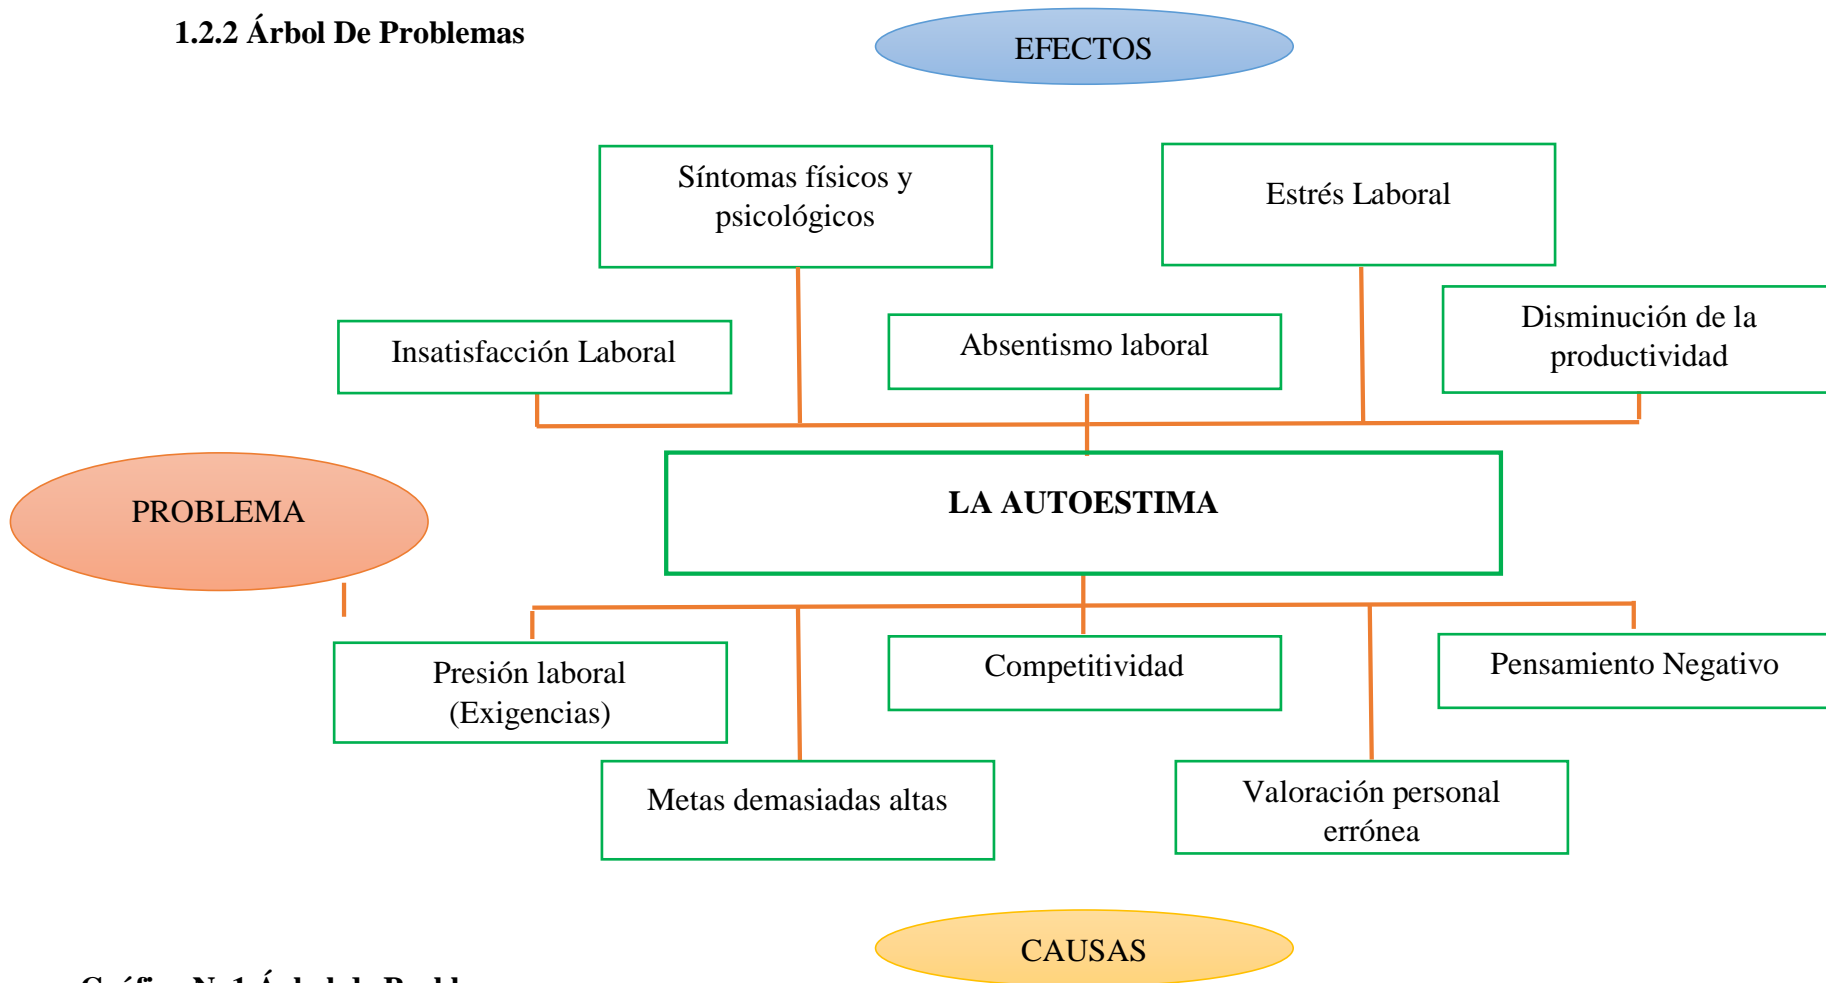 1.2.2 Árbol De Problemas
EFECTOS
Síntomas físicos y
psicológicos
Estrés Laboral
Insatisfacción Laboral
Absentismo laboral
Disminución de la
productividad
PROBLEMA
LA AUTOESTIMA
Presión laboral
(Exigencias)
Competitividad
Pensamiento Negativo
Metas demasiadas altas
Valoración personal
errónea
CAUSAS